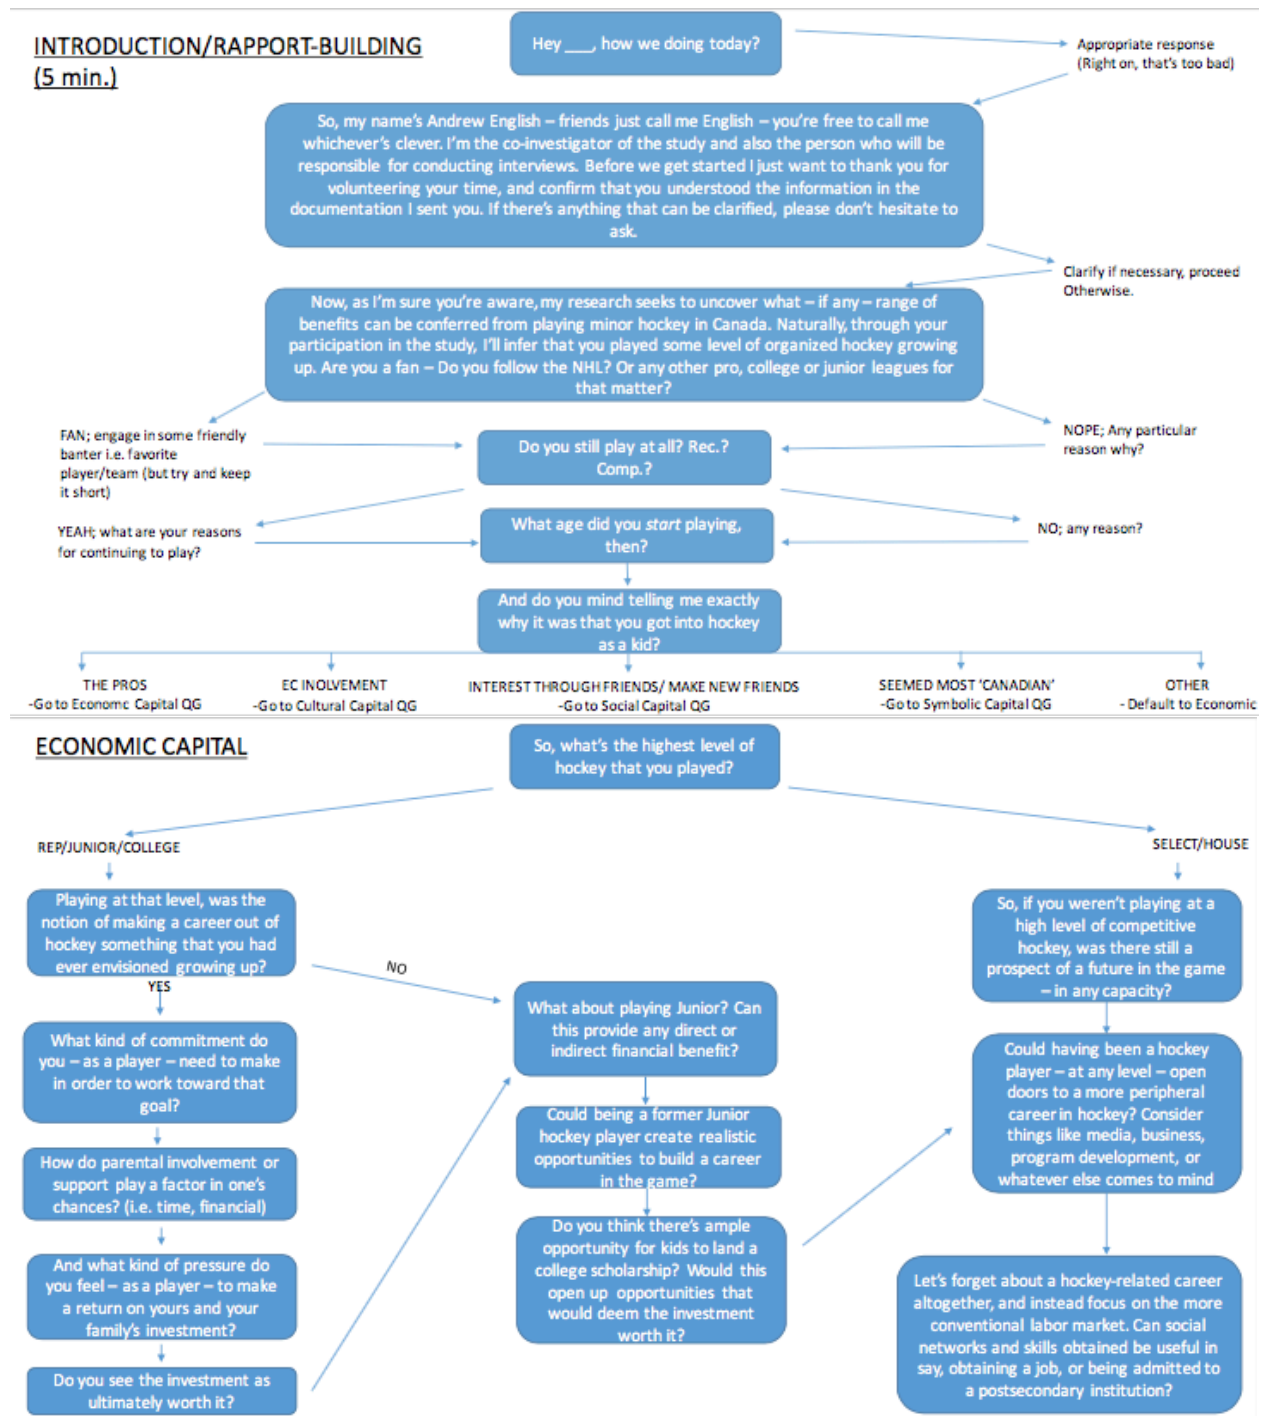 INTRODUCTION/RAPPORT-BUILDING
(5 min.)
Hey ___, how we doing today?
Appropriate response
(Right on, that's too bad)
So, my name's Andrew English – friends just call me English – you're free to call me
whichever's clever. I'm the co-investigator of the study and also the person who will be
responsible for conducting interviews. Before we get started I just want to thank you for
volunteering your time, and confirm that you understood the information in the
documentation I sent you. If there's anything that can be clarified, please don't hesitate to
ask.
Clarify if necessary, proceed
Otherwise.
Now, as I'm sure you're aware, my research seeks to uncover what – if any – range of
benefits can be conferred from playing minor hockey in Canada. Naturally, through your
participation in the study, I'll infer that you played some level of organized hockey growing
up. Are you a fan – Do you follow the NHL? Or any other pro, college or junior leagues for
that matter?
FAN; engage in some friendly
banter i.e. favorite
player/team (but try and keep
it short)
Do you still play at all? Rec.?
Comp.?
NOPE; Any particular
reason why?
YEAH; what are your reasons
for continuing to play?
What age did you start playing,
then?
NO; any reason?
And do you mind telling me exactly
why it was that you got into hockey
as a kid?
THE PROS
-Go to Economc Capital QG
EC INOLVEMENT
-Go to Cultural Capital QG
INTEREST THROUGH FRIENDS/ MAKE NEW FRIENDS
-Go to Social Capital QG
SEEMED MOST 'CANADIAN'
-Go to Symbolic Capital QG
OTHER
- Default to Economic
ECONOMIC CAPITAL
So, what's the highest level of
hockey that you played?
REP/JUNIOR/COLLEGE
SELECT/HOUSE
Playing at that level, was the
notion of making a career out of
hockey something that you had
ever envisioned growing up?
NO
YES
What kind of commitment do
you – as a player – need to make
in order to work toward that
goal?
How do parental involvement or
support play a factor in one's
chances? (i.e. time, financial)
And what kind of pressure do
you feel – as a player – to make
a return on yours and your
family's investment?
Do you see the investment as
ultimately worth it?
What about playing Junior? Can
this provide any direct or
indirect financial benefit?
Could being a former Junior
hockey player create realistic
opportunities to build a career
in the game?
Do you think there's ample
opportunity for kids to land a
college scholarship? Would this
open up opportunities that
would deem the investment
worth it?
So, if you weren't playing at a
high level of competitive
hockey, was there still a
prospect of a future in the game
– in any capacity?
Could having been a hockey
player – at any level – open
doors to a more peripheral
career in hockey? Consider
things like media, business,
program development, or
whatever else comes to mind
Let's forget about a hockey-related career
altogether, and instead focus on the more
conventional labor market. Can social
networks and skills obtained be useful in
say, obtaining a job, or being admitted to
a postsecondary institution?